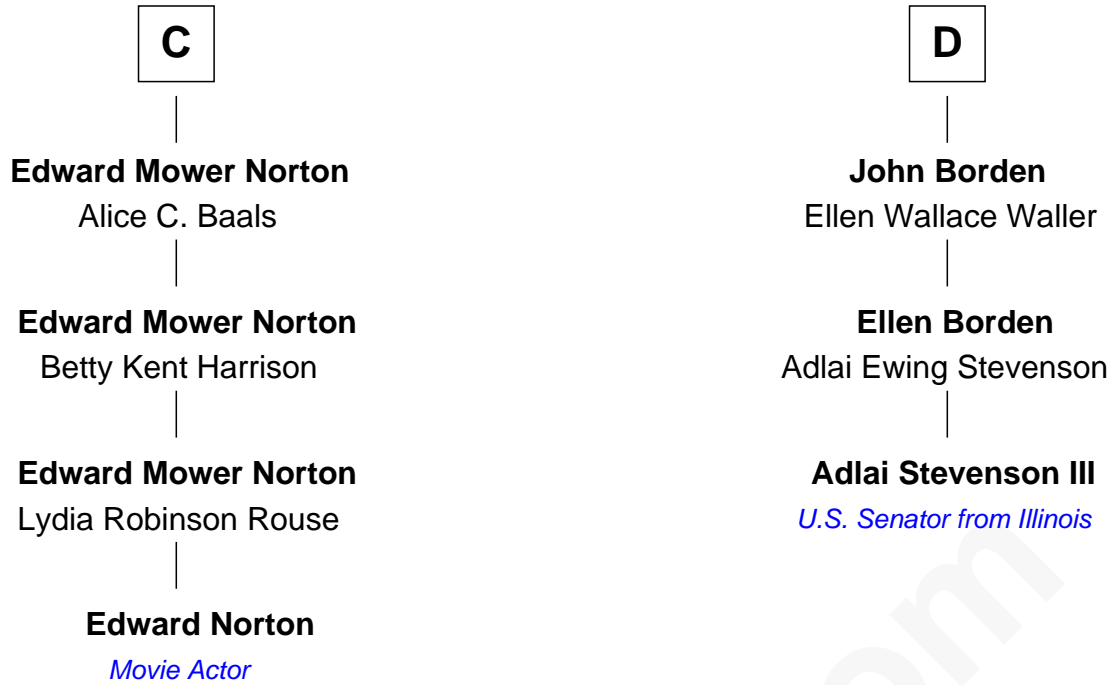 C
Edward Mower Norton
Alice C. Baals
Edward Mower Norton
Betty Kent Harrison
Edward Mower Norton
Lydia Robinson Rouse
Edward Norton
Movie Actor
D
John Borden
Ellen Wallace Waller
Ellen Borden
Adlai Ewing Stevenson
Adlai Stevenson III
U.S. Senator from Illinois
om